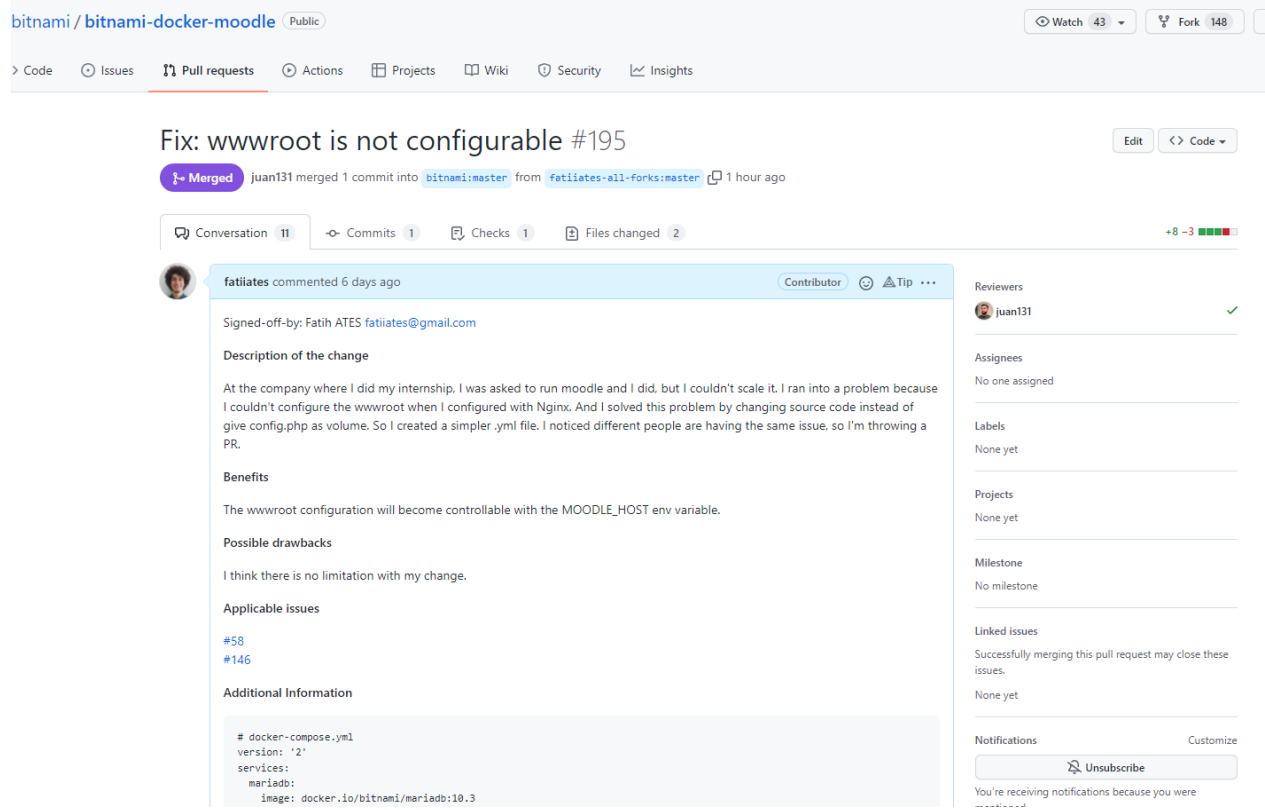 bitnami / bitnami-docker-moodle Public
Watch 43 Fork 148
Code Issues Pull requests Actions Projects Wiki Security Insights
Fix: wwwroot is not configurable #195
Edit <> Code
Merged juan131 merged 1 commit into bitnami:master from fatiiates-all-forks:master 1 hour ago
Conversation 11 Commits 1 Checks 1 Files changed 2
+8 −3
fatiiates commented 6 days ago
Contributor Tip ...
Signed-off-by: Fatih ATES fatiiates@gmail.com
Description of the change
At the company where I did my internship, I was asked to run moodle and I did, but I couldn't scale it. I ran into a problem because
I couldn't configure the wwwroot when I configured with Nginx. And I solved this problem by changing source code instead of
give config.php as volume. So I created a simpler .yml file. I noticed different people are having the same issue, so I'm throwing a
PR.
Benefits
The wwwroot configuration will become controllable with the MOODLE_HOST env variable.
Possible drawbacks
I think there is no limitation with my change.
Applicable issues
#58
#146
Additional Information
# docker-compose.yml
version: '2'
services:
mariadb:
image: docker.io/bitnami/mariadb:10.3
Reviewers
juan131
Assignees
No one assigned
Labels
None yet
Projects
None yet
Milestone
No milestone
Linked issues
Successfully merging this pull request may close these
issues.
None yet
Notifications
Customize
Unsubscribe
You're receiving notifications because you were
mentioned.